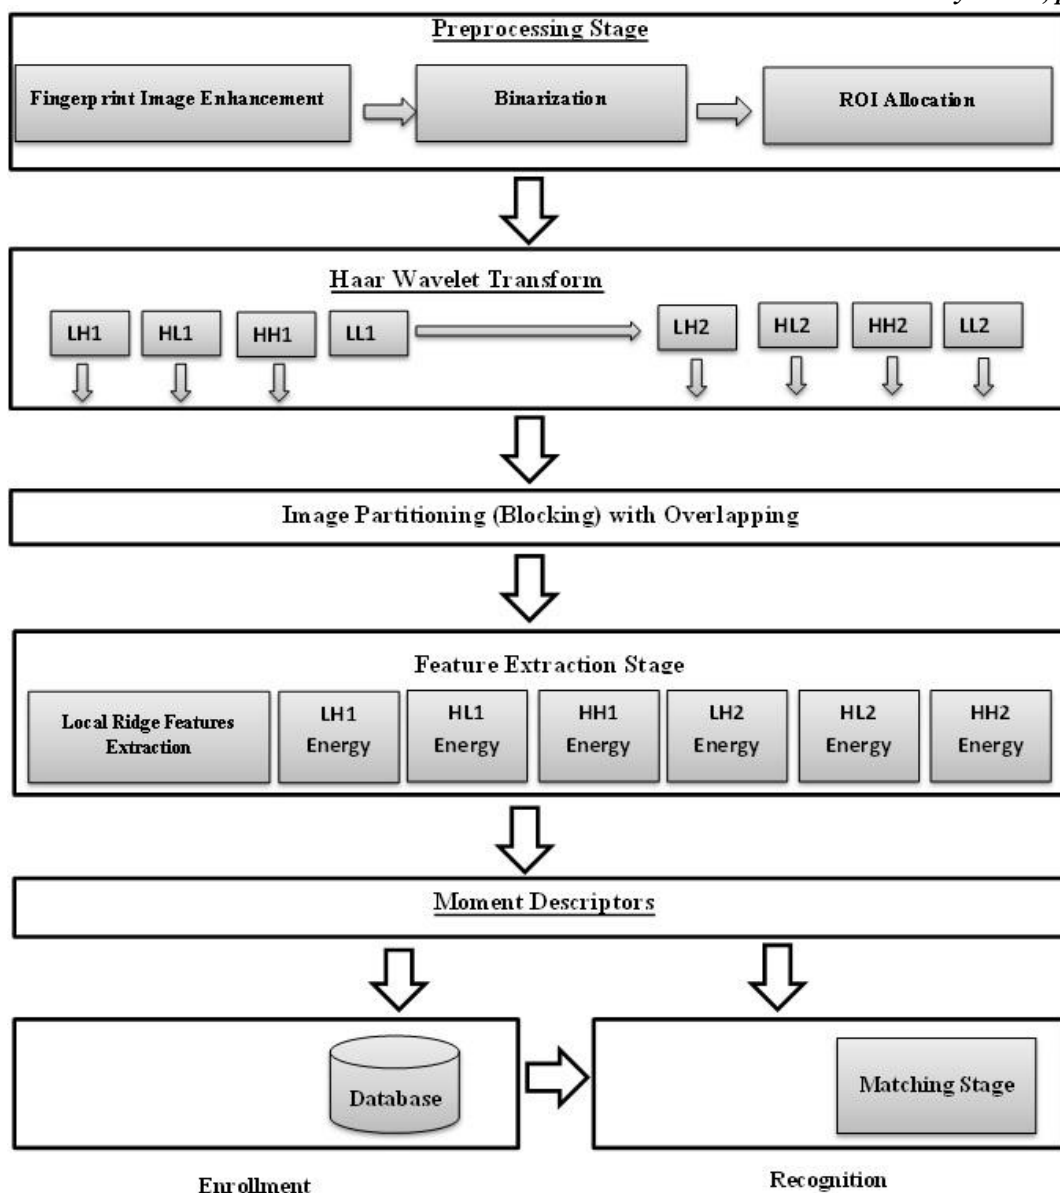 Preprocessing Stage
Fingerprint Image Enhancement
Binarization
ROI Allocation
Haar Wavelet Transform
LH1
HL1
HH1
LL1
LH2
HL2
HH2
LL2
Image Partitioning (Blocking) with Overlapping
Feature Extraction Stage
Local Ridge Features
Extraction
LH1
Energy
HL1
Energy
HH1
Energy
LH2
Energy
HL2
Energy
HH2
Energy
Moment Descriptors
Database
Matching Stage
Enrollment
Recognition